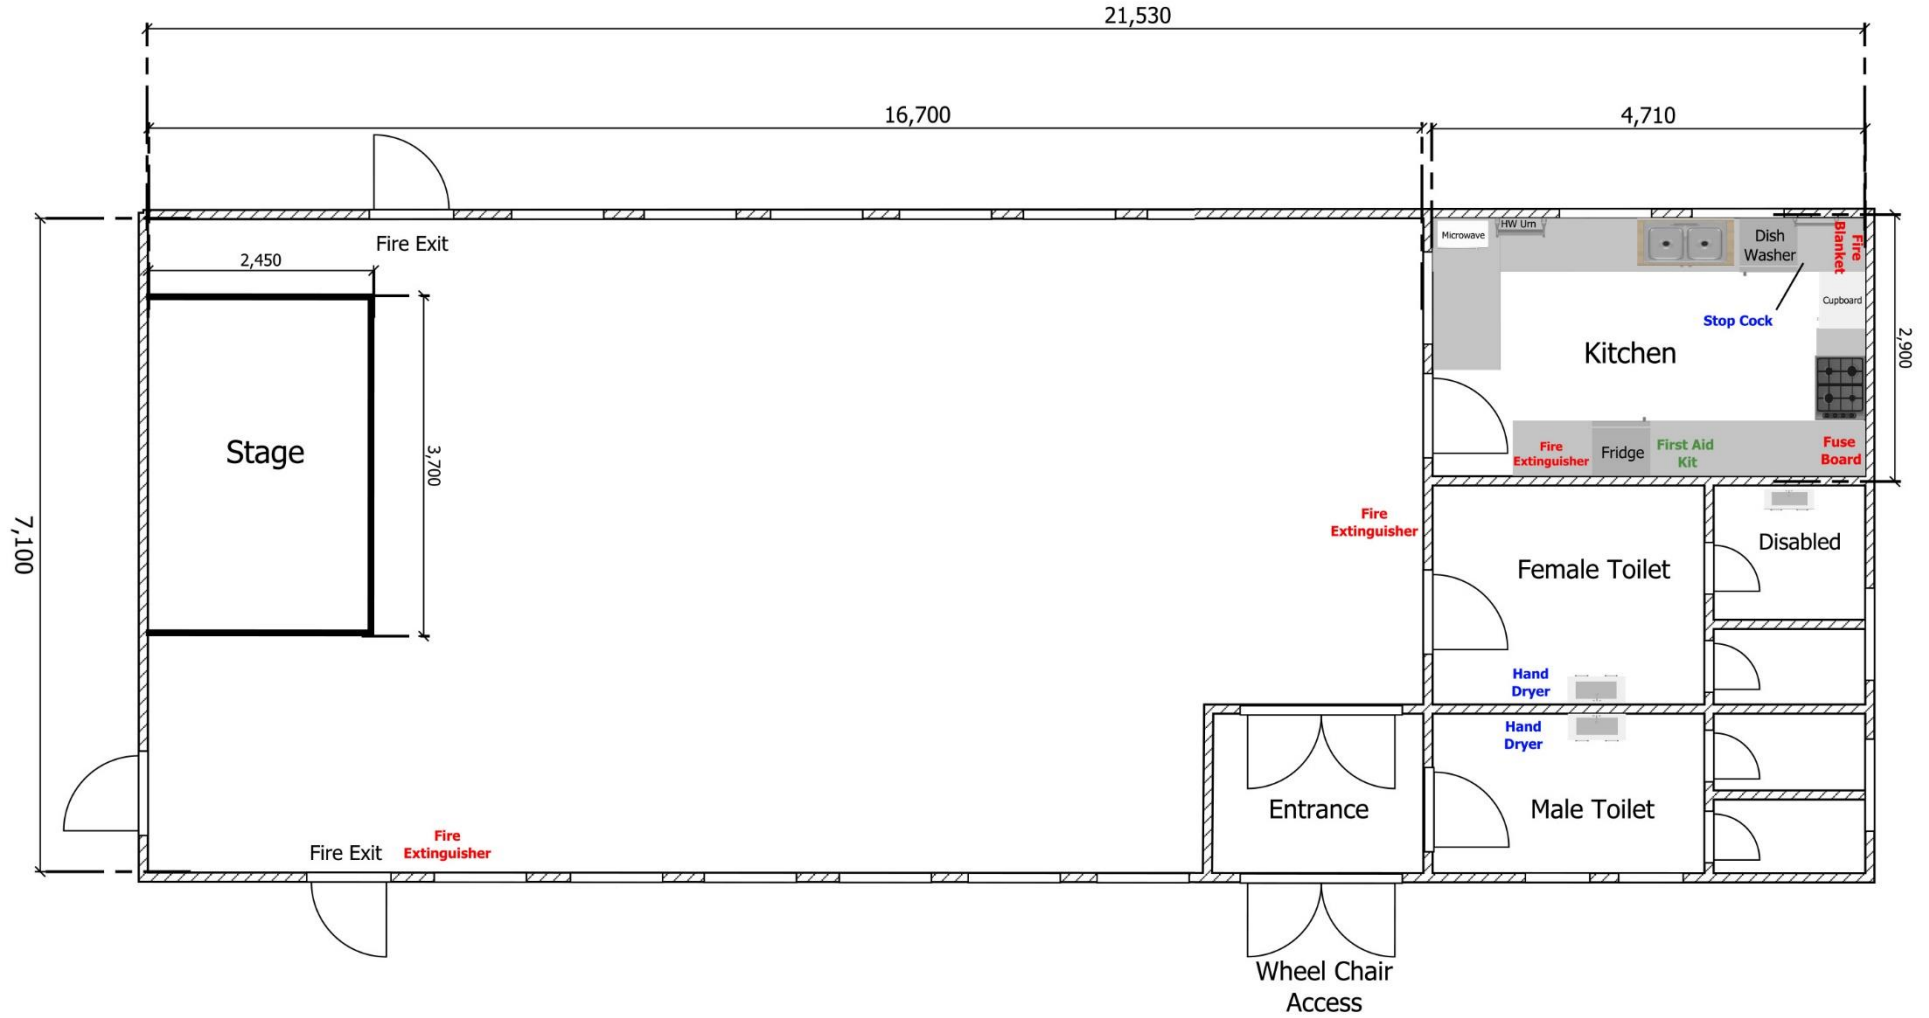 21,530
16,700
4,710
Fire Exit
2,450
Stage
3,700
7,100
Microwave
HW Urn
Dish
Washer
Fire
Blanket
Cupboard
Stop Cock
Kitchen
2,900
Fire
Extinguisher
Fridge
First Aid
Kit
Fuse
Board
Fire
Extinguisher
Female Toilet
Disabled
Hand
Dryer
Hand
Dryer
Entrance
Male Toilet
Fire Exit
Fire
Extinguisher
Wheel Chair
Access